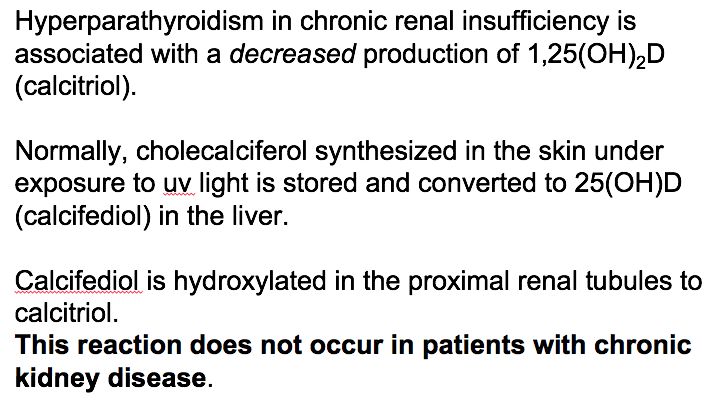 Hyperparathyroidism in chronic renal insufficiency is
associated with a decreased production of 1,25(OH)₂D
(calcitriol).
Normally, cholecalciferol synthesized in the skin under
exposure to uv light is stored and converted to 25(OH)D
(calcifediol) in the liver.
Calcifediol is hydroxylated in the proximal renal tubules to
calcitriol.
This reaction does not occur in patients with chronic
kidney disease.